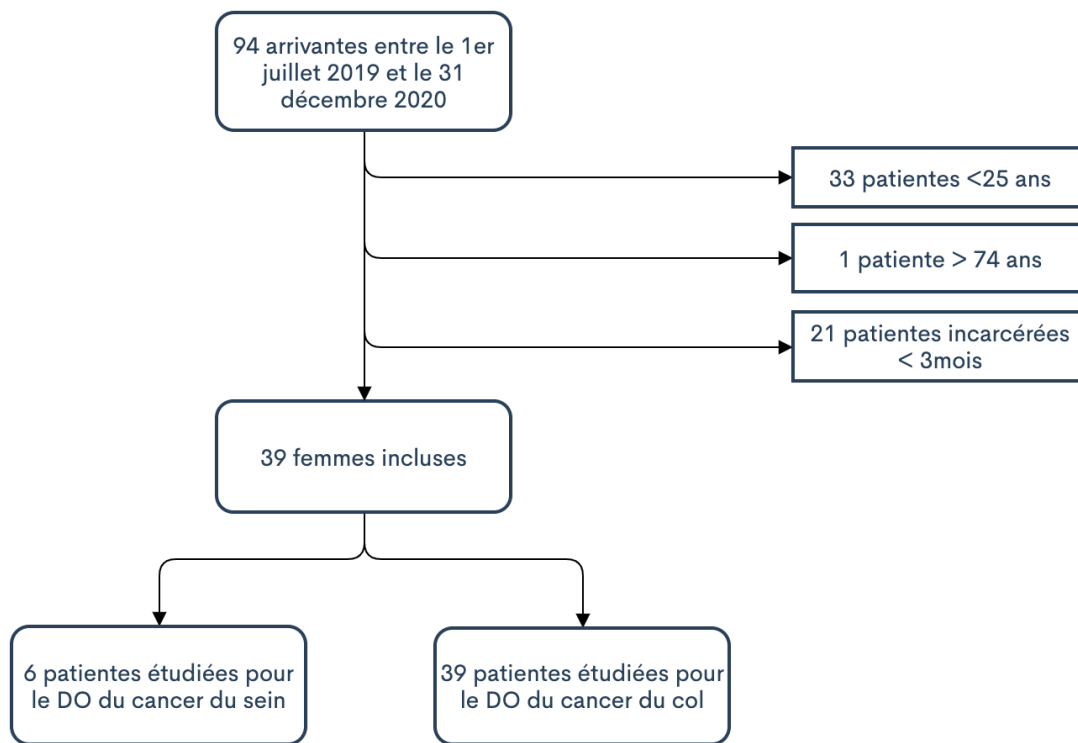 94 arrivantes entre le 1er
juillet 2019 et le 31
décembre 2020
33 patientes <25 ans
1 patiente > 74 ans
21 patientes incarcérées
< 3mois
39 femmes incluses
6 patientes étudiées pour
le DO du cancer du sein
39 patientes étudiées pour
le DO du cancer du col